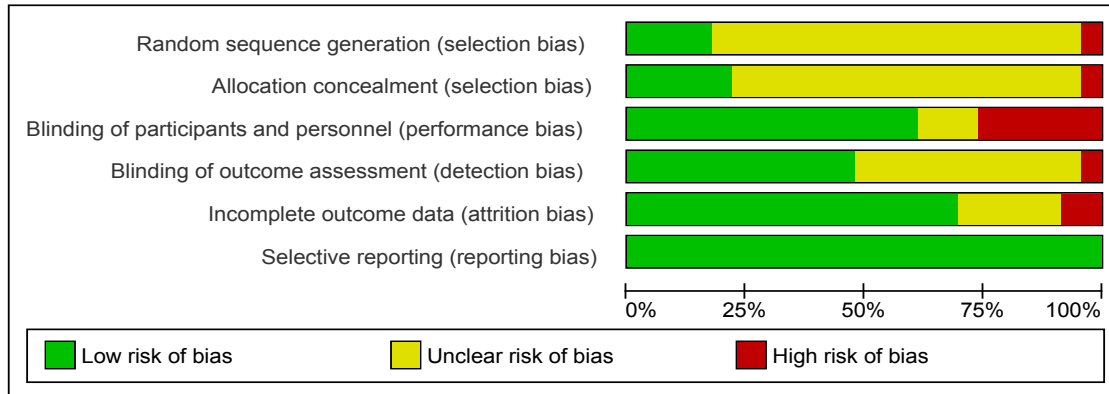 Random sequence generation (selection bias)
Allocation concealment (selection bias)
Blinding of participants and personnel (performance bias)
Blinding of outcome assessment (detection bias)
Incomplete outcome data (attrition bias)
Selective reporting (reporting bias)
0% 25% 50% 75% 100%
Low risk of bias Unclear risk of bias High risk of bias